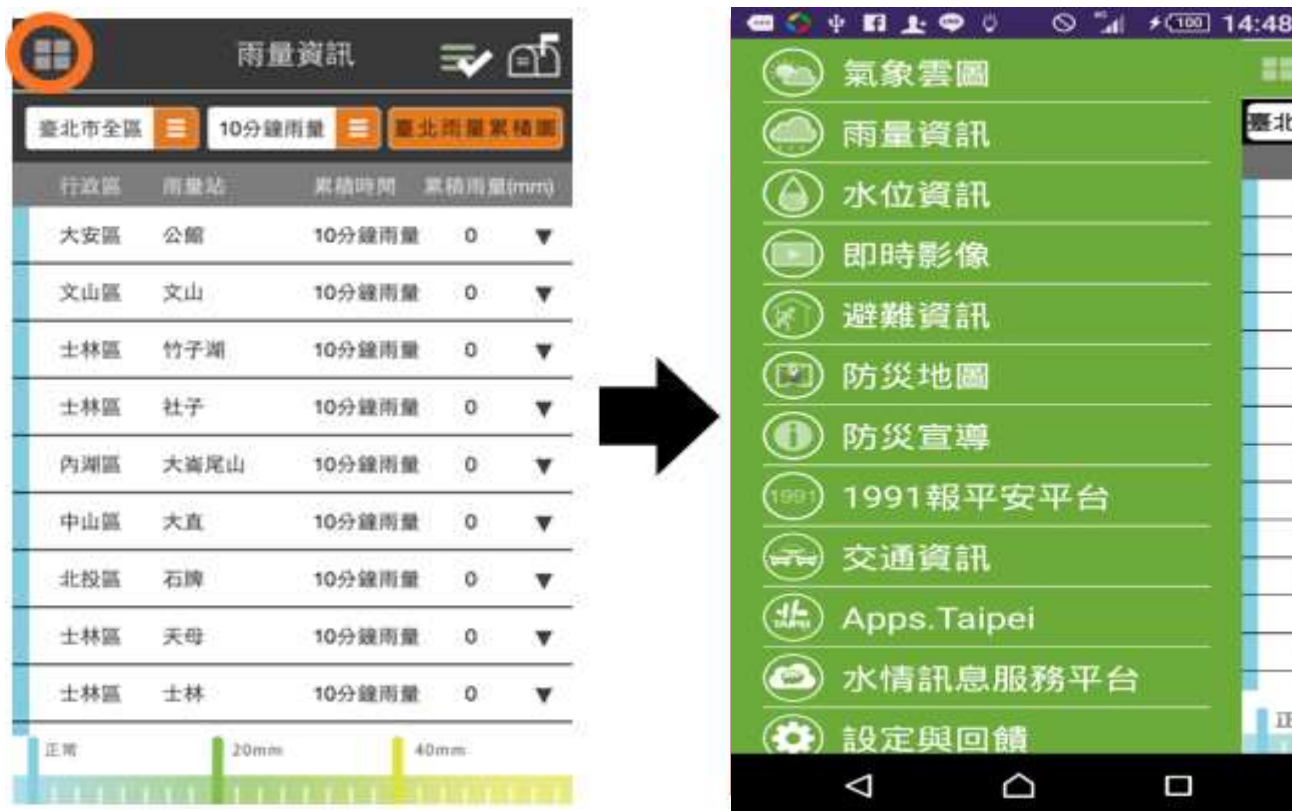 雨量資訊
臺北市全區 10分鐘雨量 臺北雨量累積圖
行政區 雨量站 累積時間 累積雨量(mm)
大安區 公館 10分鐘雨量 0 ▼
文山區 文山 10分鐘雨量 0 ▼
士林區 竹子湖 10分鐘雨量 0 ▼
士林區 社子 10分鐘雨量 0 ▼
內湖區 大崙尾山 10分鐘雨量 0 ▼
中山區 大直 10分鐘雨量 0 ▼
北投區 石牌 10分鐘雨量 0 ▼
士林區 天母 10分鐘雨量 0 ▼
士林區 士林 10分鐘雨量 0 ▼
正常 20mm 40mm
100 14:48
氣象雲圖
雨量資訊
水位資訊
即時影像
避難資訊
防災地圖
防災宣導
1991 1991報平安平台
交通資訊
TAIPEI Apps.Taipei
水情訊息服務平台
設定與回饋
臺北
正